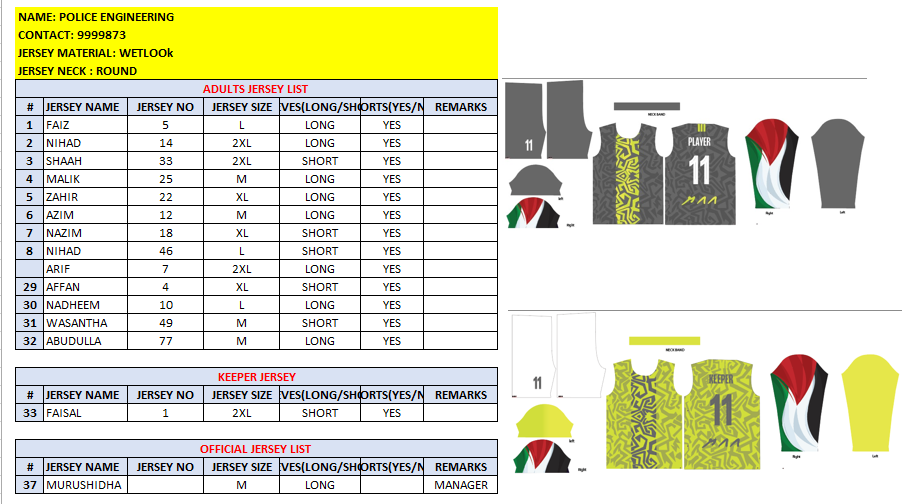 NAME: POLICE ENGINEERING
CONTACT: 9999873
JERSEY MATERIAL: WETLOOk
JERSEY NECK : ROUND
ADULTS JERSEY LIST
# JERSEY NAME JERSEY NO JERSEY SIZE VES(LONG/SHO ORTS(YES/N REMARKS
1 FAIZ 5 L LONG YES
2 NIHAD 14 2XL LONG YES
3 SHAAH 33 2XL SHORT YES
4 MALIK 25 M LONG YES
5 ZAHIR 22 XL LONG YES
6 AZIM 12 M LONG YES
7 NAZIM 18 XL SHORT YES
8 NIHAD 46 L SHORT YES
ARIF 7 2XL LONG YES
29 AFFAN 4 XL SHORT YES
30 NADHEEM 10 L LONG YES
31 WASANTHA 49 M SHORT YES
32 ABUDULLA 77 M LONG YES
KEEPER JERSEY
# JERSEY NAME JERSEY NO JERSEY SIZE VES(LONG/SHO ORTS(YES/N REMARKS
33 FAISAL 1 2XL SHORT YES
OFFICIAL JERSEY LIST
# JERSEY NAME JERSEY NO JERSEY SIZE VES(LONG/SHO ORTS(YES/N REMARKS
37 MURUSHIDHA M LONG MANAGER
NECK BAND
11
PLAYER
11
Left
Right
Right
Left
NECK BAND
11
KEEPER
11
Left
Right
Right
Left